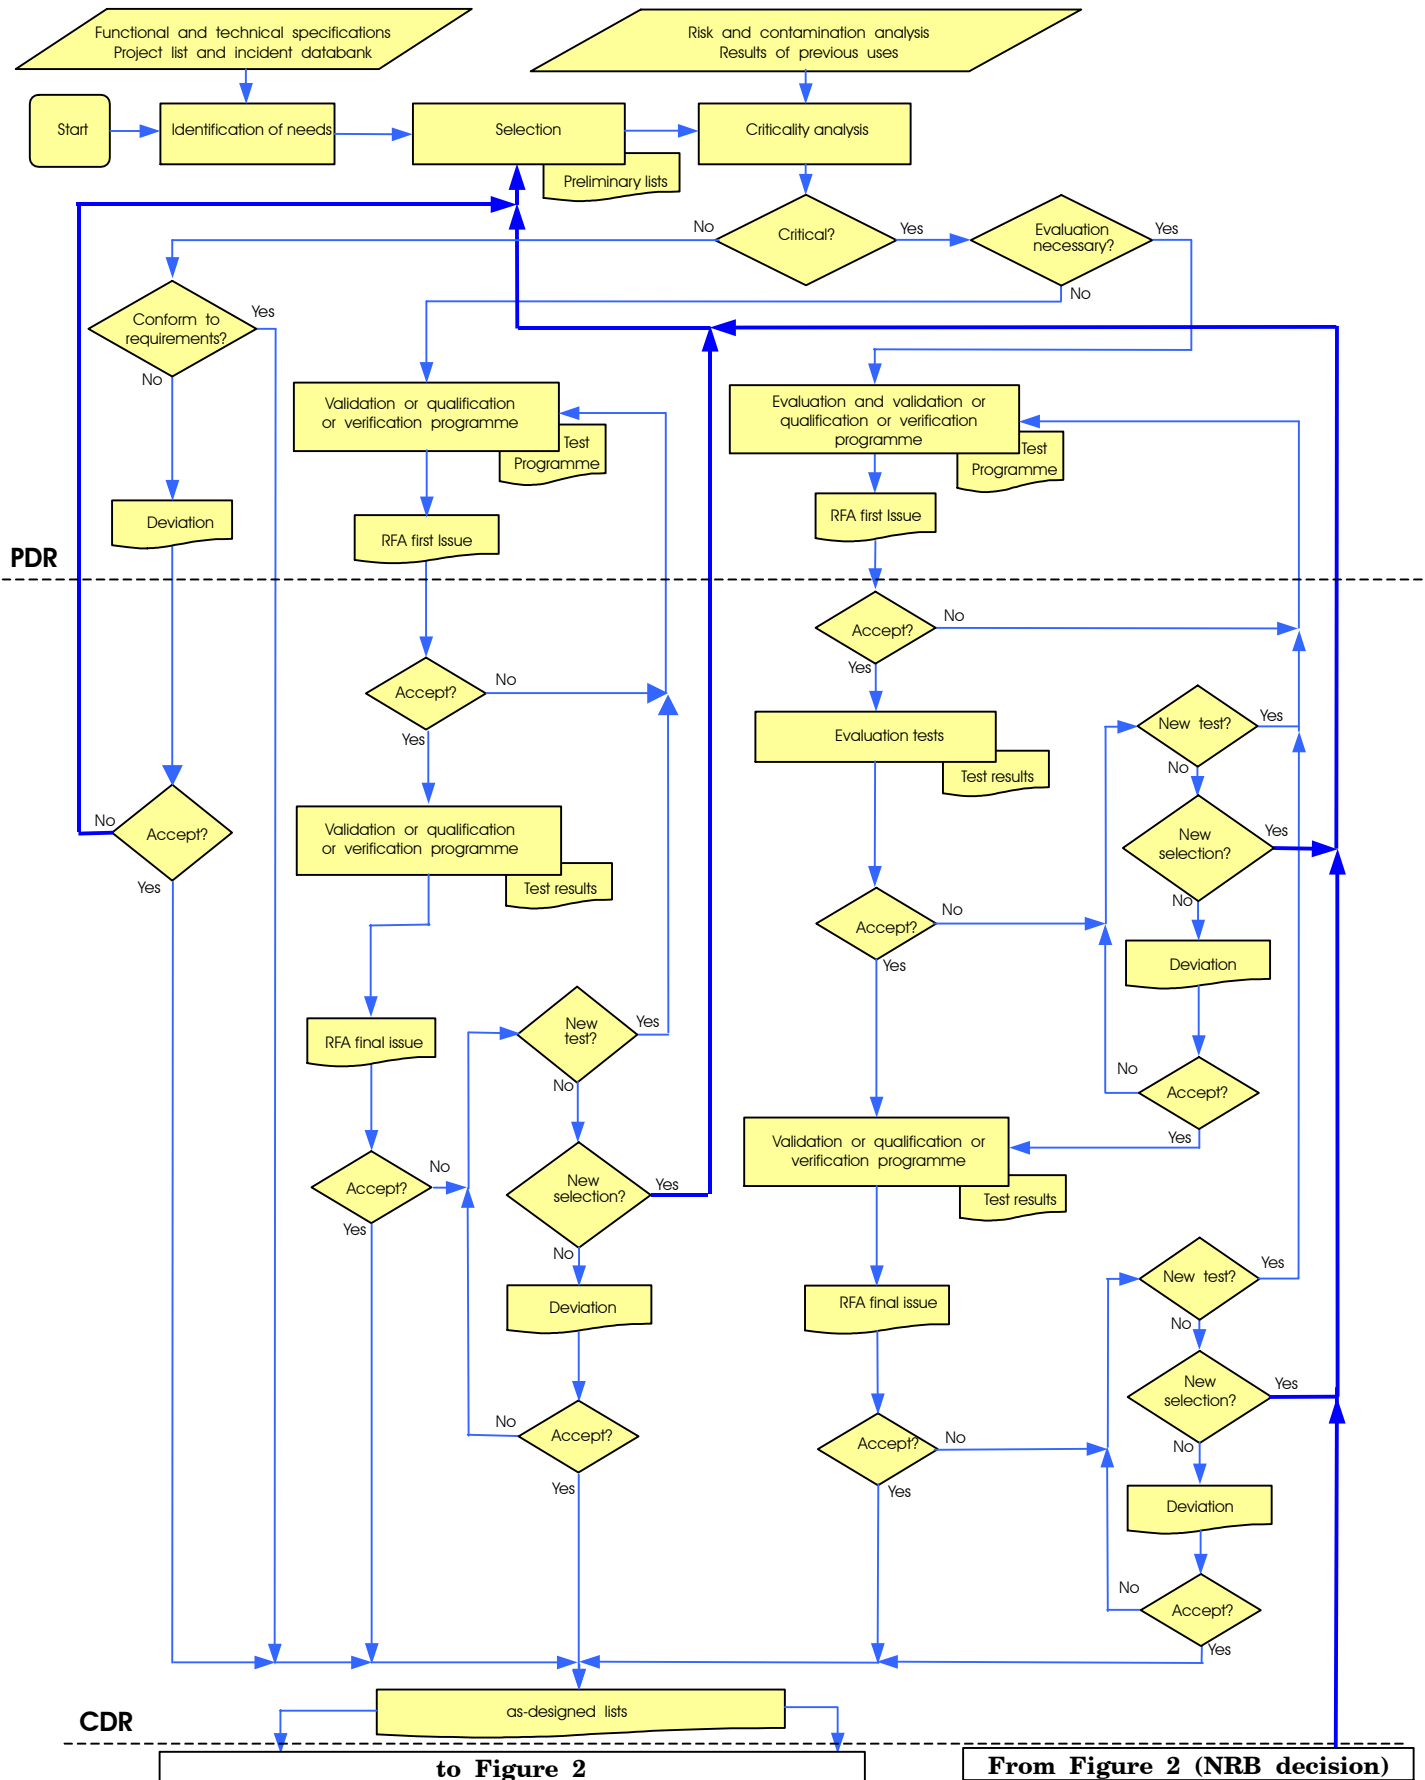 Functional and technical specifications
Project list and incident databank
Risk and contamination analysis
Results of previous uses
Start
Identification of needs
Selection
Preliminary lists
Criticality analysis
No
Critical?
Yes
Evaluation
necessary?
Yes
No
Conform to
requirements?
Yes
No
Validation or qualification
or verification programme
Test
Programme
Evaluation and validation or
qualification or verification
programme
Test
Programme
Deviation
RFA first Issue
RFA first Issue
PDR
Accept?
No
Yes
Accept?
No
Yes
New test?
Yes
No
Evaluation tests
Test results
No
Accept?
Yes
Validation or qualification
or verification programme
Test results
New
selection?
Yes
No
Accept?
No
Yes
Deviation
RFA final issue
New
test?
Yes
No
No
Accept?
Yes
Validation or qualification or
verification programme
Test results
Accept?
No
Yes
New
selection?
Yes
No
New test?
Yes
No
Deviation
RFA final issue
New
selection?
Yes
No
No
Accept?
Yes
Accept?
No
Yes
Deviation
No
Accept?
Yes
as-designed lists
CDR
to Figure 2
From Figure 2 (NRB decision)